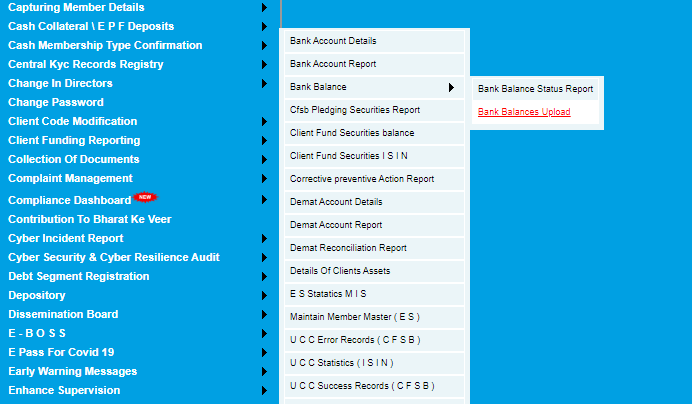 Capturing Member Details
Cash Collateral \ E P F Deposits
Cash Membership Type Confirmation
Central Kyc Records Registry
Change In Directors
Change Password
Client Code Modification
Client Funding Reporting
Collection Of Documents
Complaint Management
Compliance Dashboard NEW
Contribution To Bharat Ke Veer
Cyber Incident Report
Cyber Security & Cyber Resilience Audit
Debt Segment Registration
Depository
Dissemination Board
E - B O S S
E Pass For Covid 19
Early Warning Messages
Enhance Supervision
Bank Account Details
Bank Account Report
Bank Balance
Cfsb Pledging Securities Report
Client Fund Securities balance
Client Fund Securities I S I N
Corrective preventive Action Report
Demat Account Details
Demat Account Report
Demat Reconciliation Report
Details Of Clients Assets
E S Statatics M I S
Maintain Member Master ( E S )
U C C Error Records ( C F S B )
U C C Statistics ( I S I N )
U C C Success Records ( C F S B )
Bank Balance Status Report
Bank Balances Upload